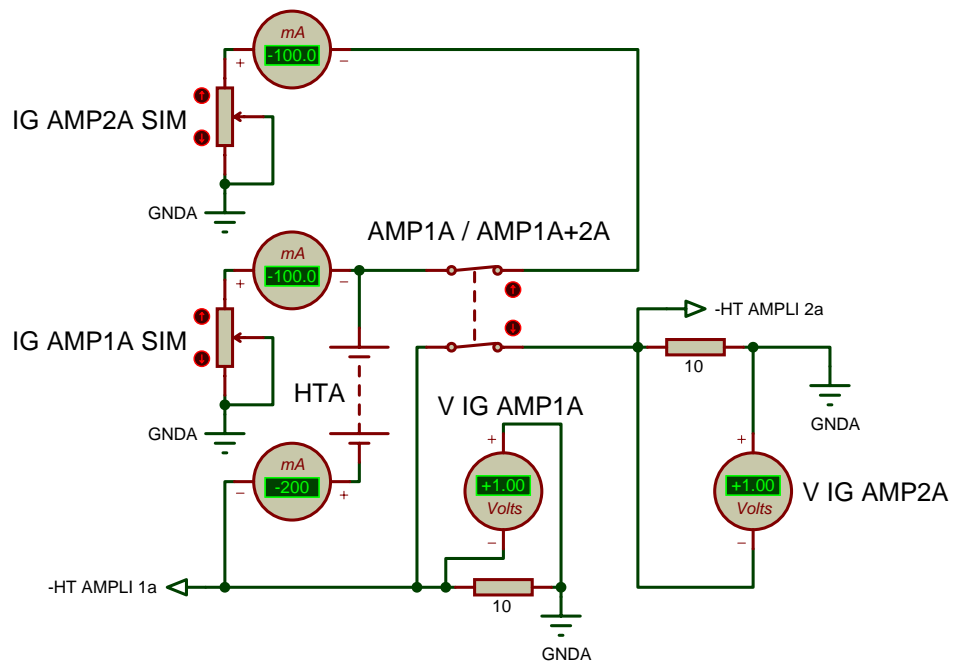 mA
-100.0
+ −
IG AMP2A SIM
GNDA
AMP1A / AMP1A+2A
mA
-100.0
+ −
-HT AMPLI 2a
IG AMP1A SIM
10
HTA
V IG AMP1A
GNDA
GNDA
+
+
mA
-200
− +
+1.00
Volts
−
+1.00
Volts
−
V IG AMP2A
-HT AMPLI 1a
10
GNDA